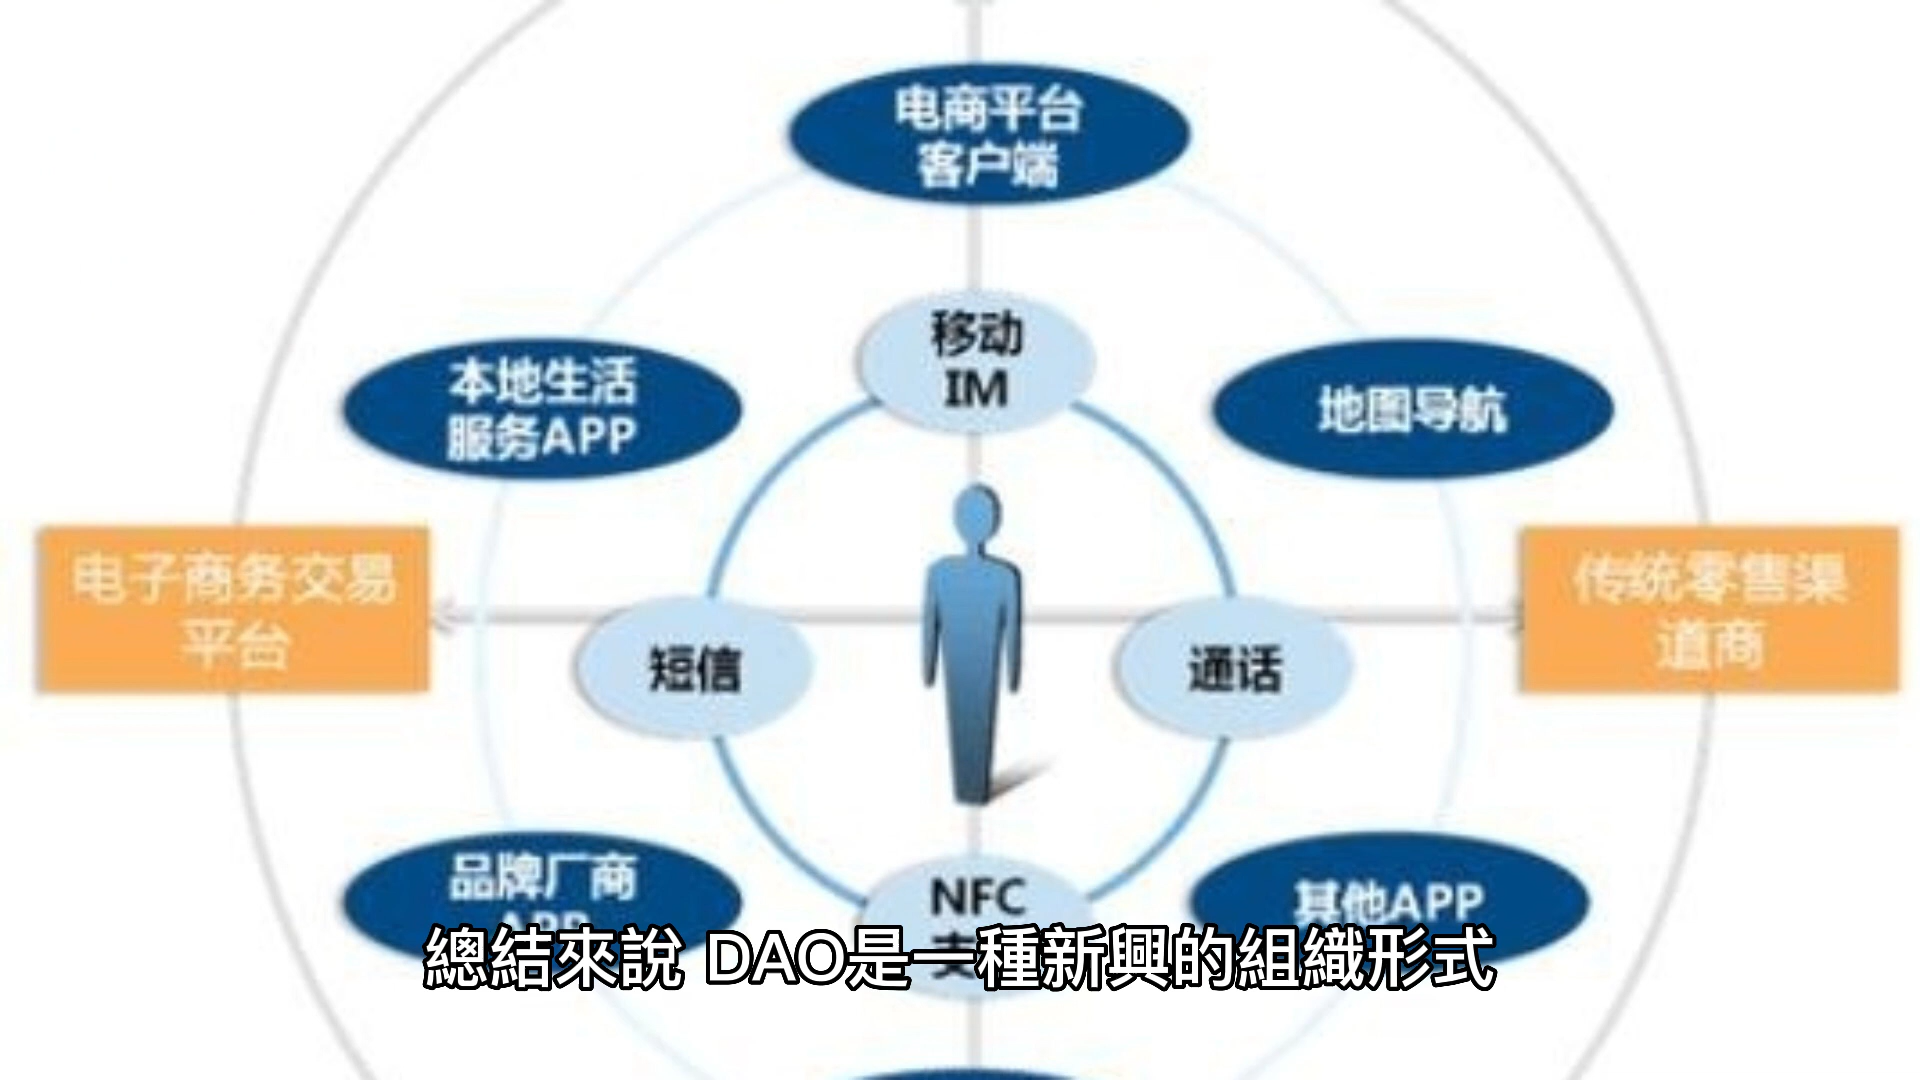 电商平台
客户端
移动
IM
本地生活
服务APP
地图导航
电子商务交易
平台
传统零售渠
道商
短信
通话
品牌厂商
APP
NFC
其他APP
總結來說 DAO是一種新興的組織形式